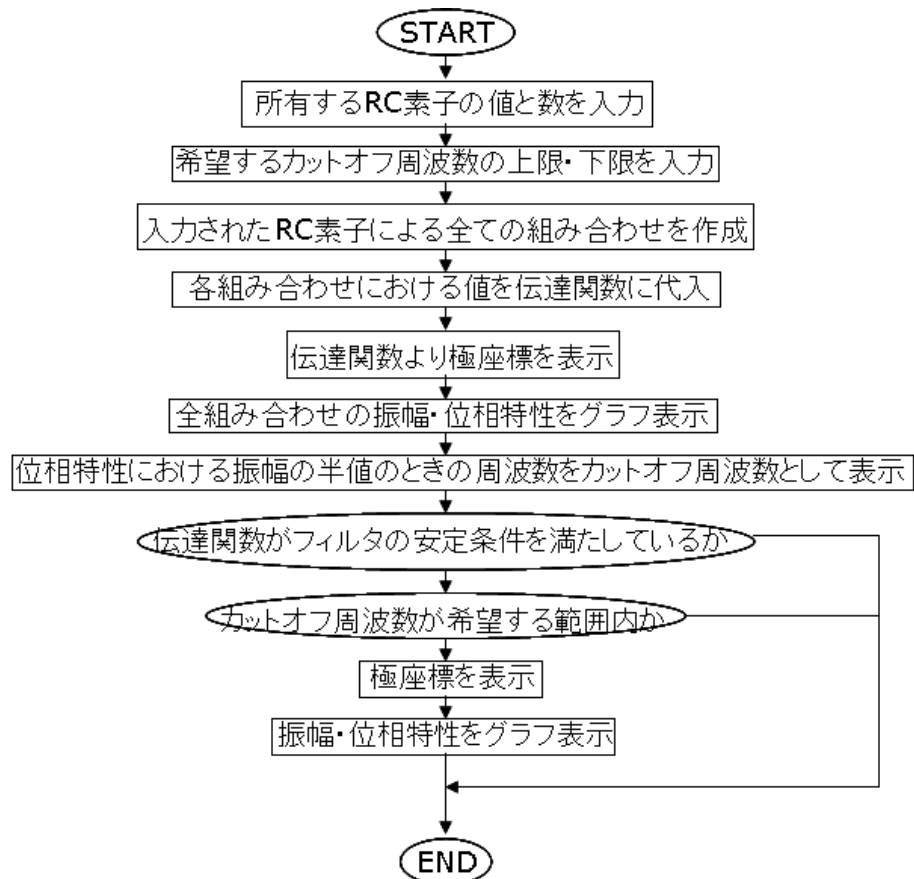 START
所有するRC素子の値と数を入力
希望するカットオフ周波数の上限・下限を入力
入力されたRC素子による全ての組み合わせを作成
各組み合わせにおける値を伝達関数に代入
伝達関数より極座標を表示
全組み合わせの振幅・位相特性をグラフ表示
位相特性における振幅の半値のときの周波数をカットオフ周波数として表示
伝達関数がフィルタの安定条件を満たしているか
カットオフ周波数が希望する範囲内か
極座標を表示
振幅・位相特性をグラフ表示
END